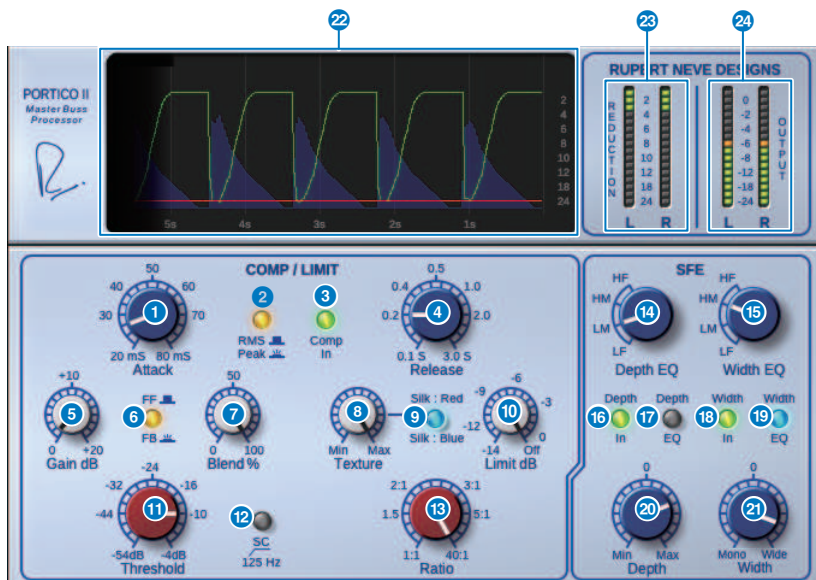 22
23
24
PORTICO II
Master Buss
Processor
2
4
6
8
10
12
18
24
5s
4s
3s
2s
1s
RUPERT NEVE DESIGNS
REDUCTION
2
4
6
8
10
12
18
24
L
R
0
-2
-4
-6
-8
-12
-18
-24
OUTPUT
L
R
COMP / LIMIT
50
40
60
30
70
1
20 mS
80 mS
Attack
2
RMS
Peak
3
Comp
In
0.5
0.4
1.0
0.2
2.0
4
0.1 S
3.0 S
Release
+10
5
0
+20
Gain dB
FF
6
FB
50
7
0
100
Blend %
8
Min
Max
Texture
Silk : Red
9
Silk : Blue
-6
-9
-3
-12
0
10
-14
Off
Limit dB
-24
-32
-16
-44
-10
11
-54dB
-4dB
Threshold
12
SC
125 Hz
2:1
3:1
1.5
5:1
13
1:1
40:1
Ratio
SFE
HF
HM
LM
LF
14
Depth EQ
HF
HM
LM
LF
15
Width EQ
Depth
16
In
Depth
17
EQ
Width
18
In
Width
19
EQ
0
20
Min
Max
Depth
0
21
Mono
Wide
Width